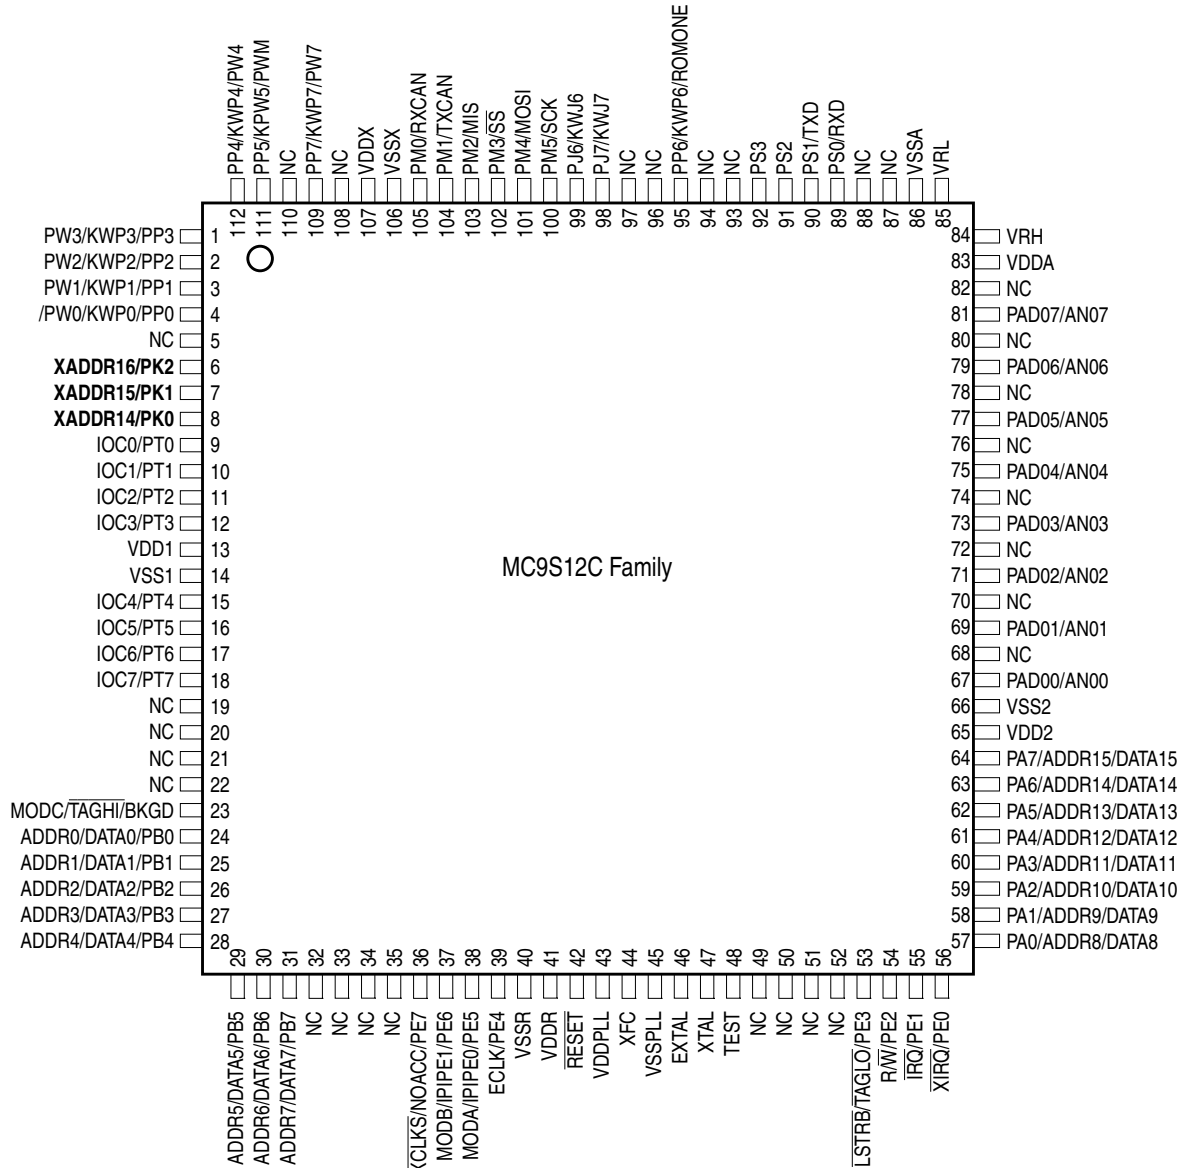 PP4/KWP4/PW4
PP5/KPW5/PWM
NC
PP7/KWP7/PW7
NC
VDDX
VSSX
PM0/RXCAN
PM1/TXCAN
PM2/MIS
PM3/SS
PM4/MOSI
PM5/SCK
PJ6/KWJ6
PJ7/KWJ7
NC
NC
PP6/KWP6/ROMONE
NC
NC
PS3
PS2
PS1/TXD
PS0/RXD
NC
NC
VSSA
VRL
112
111
110
109
108
107
106
105
104
103
102
101
100
99
98
97
96
95
94
93
92
91
90
89
88
87
86
85
PW3/KWP3/PP3 1
PW2/KWP2/PP2 2
PW1/KWP1/PP1 3
/PW0/KWP0/PP0 4
NC 5
XADDR16/PK2 6
XADDR15/PK1 7
XADDR14/PK0 8
IOC0/PT0 9
IOC1/PT1 10
IOC2/PT2 11
IOC3/PT3 12
VDD1 13
VSS1 14
IOC4/PT4 15
IOC5/PT5 16
IOC6/PT6 17
IOC7/PT7 18
NC 19
NC 20
NC 21
NC 22
MODC/TAGHI/BKGD 23
ADDR0/DATA0/PB0 24
ADDR1/DATA1/PB1 25
ADDR2/DATA2/PB2 26
ADDR3/DATA3/PB3 27
ADDR4/DATA4/PB4 28
MC9S12C Family
84 VRH
83 VDDA
82 NC
81 PAD07/AN07
80 NC
79 PAD06/AN06
78 NC
77 PAD05/AN05
76 NC
75 PAD04/AN04
74 NC
73 PAD03/AN03
72 NC
71 PAD02/AN02
70 NC
69 PAD01/AN01
68 NC
67 PAD00/AN00
66 VSS2
65 VDD2
64 PA7/ADDR15/DATA15
63 PA6/ADDR14/DATA14
62 PA5/ADDR13/DATA13
61 PA4/ADDR12/DATA12
60 PA3/ADDR11/DATA11
59 PA2/ADDR10/DATA10
58 PA1/ADDR9/DATA9
57 PA0/ADDR8/DATA8
29
30
31
32
33
34
35
36
37
38
39
40
41
42
43
44
45
46
47
48
49
50
51
52
53
54
55
56
ADDR5/DATA5/PB5
ADDR6/DATA6/PB6
ADDR7/DATA7/PB7
NC
NC
NC
NC
XCLKS/NOACC/PE7
MODB/IPIPE1/PE6
MODA/IPIPE0/PE5
ECLK/PE4
VSSR
VDDR
RESET
VDDPLL
XFC
VSSPLL
EXTAL
XTAL
TEST
NC
NC
NC
NC
LSTRB/TAGLO/PE3
R/W/PE2
IRQ/PE1
XIRQ/PE0